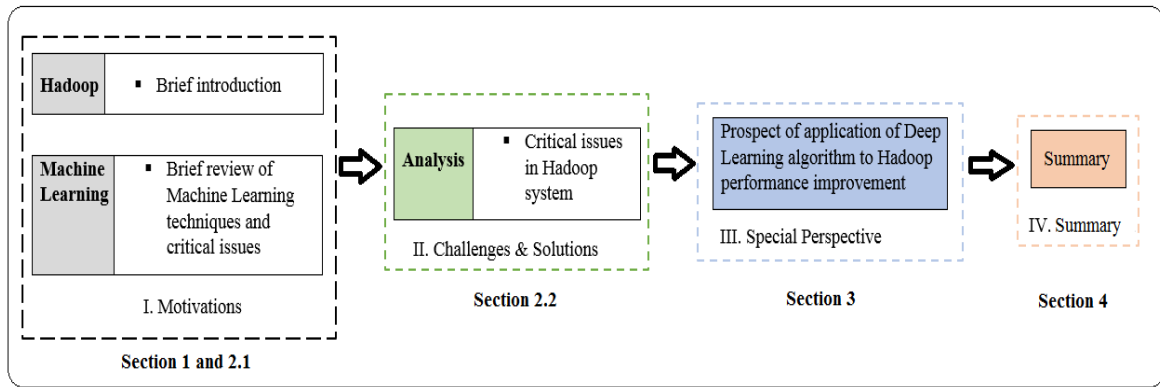 Hadoop
▪ Brief introduction
Machine
Learning
▪ Brief review of
Machine Learning
techniques and
critical issues
I. Motivations
Section 1 and 2.1
Analysis
▪ Critical issues
in Hadoop
system
II. Challenges & Solutions
Section 2.2
Prospect of application of Deep
Learning algorithm to Hadoop
performance improvement
III. Special Perspective
Section 3
Summary
IV. Summary
Section 4